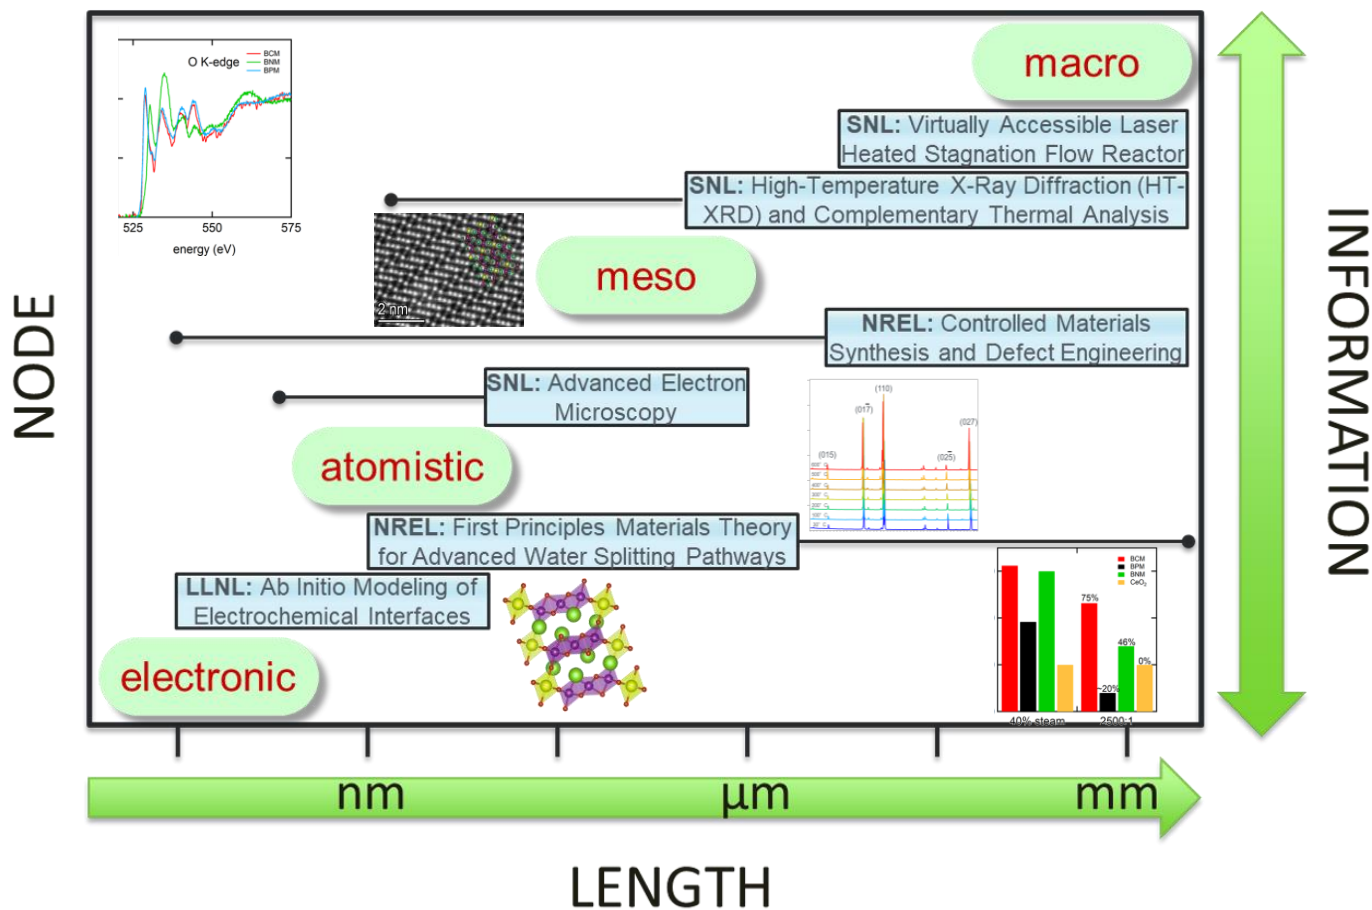 macro
O K-edge
BCM
BNM
BPM
525 550 575
energy (eV)
SNL: Virtually Accessible Laser
Heated Stagnation Flow Reactor
SNL: High-Temperature X-Ray Diffraction (HT-
XRD) and Complementary Thermal Analysis
2 nm
meso
NREL: Controlled Materials
Synthesis and Defect Engineering
SNL: Advanced Electron
Microscopy
(015)
(110)
(027)
atomistic
NREL: First Principles Materials Theory
for Advanced Water Splitting Pathways
LLNL: Ab Initio Modeling of
Electrochemical Interfaces
electronic
BCM
BPM
BNM
CeO₂
75%
46%
~20%
0%
40% steam 2500:1
NODE
INFORMATION
nm µm mm
LENGTH